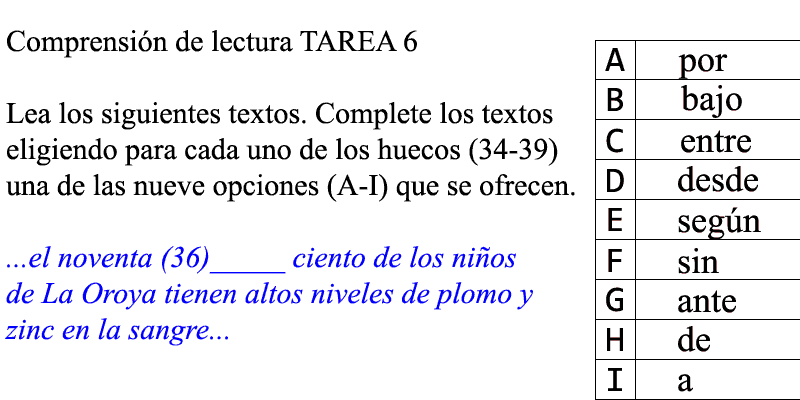 Comprensión de lectura TAREA 6
Lea los siguientes textos. Complete los textos
eligiendo para cada uno de los huecos (34-39)
una de las nueve opciones (A-I) que se ofrecen.
...el noventa (36)_____ ciento de los niños
de La Oroya tienen altos niveles de plomo y
zinc en la sangre...
A por
B bajo
C entre
D desde
E según
F sin
G ante
H de
I a